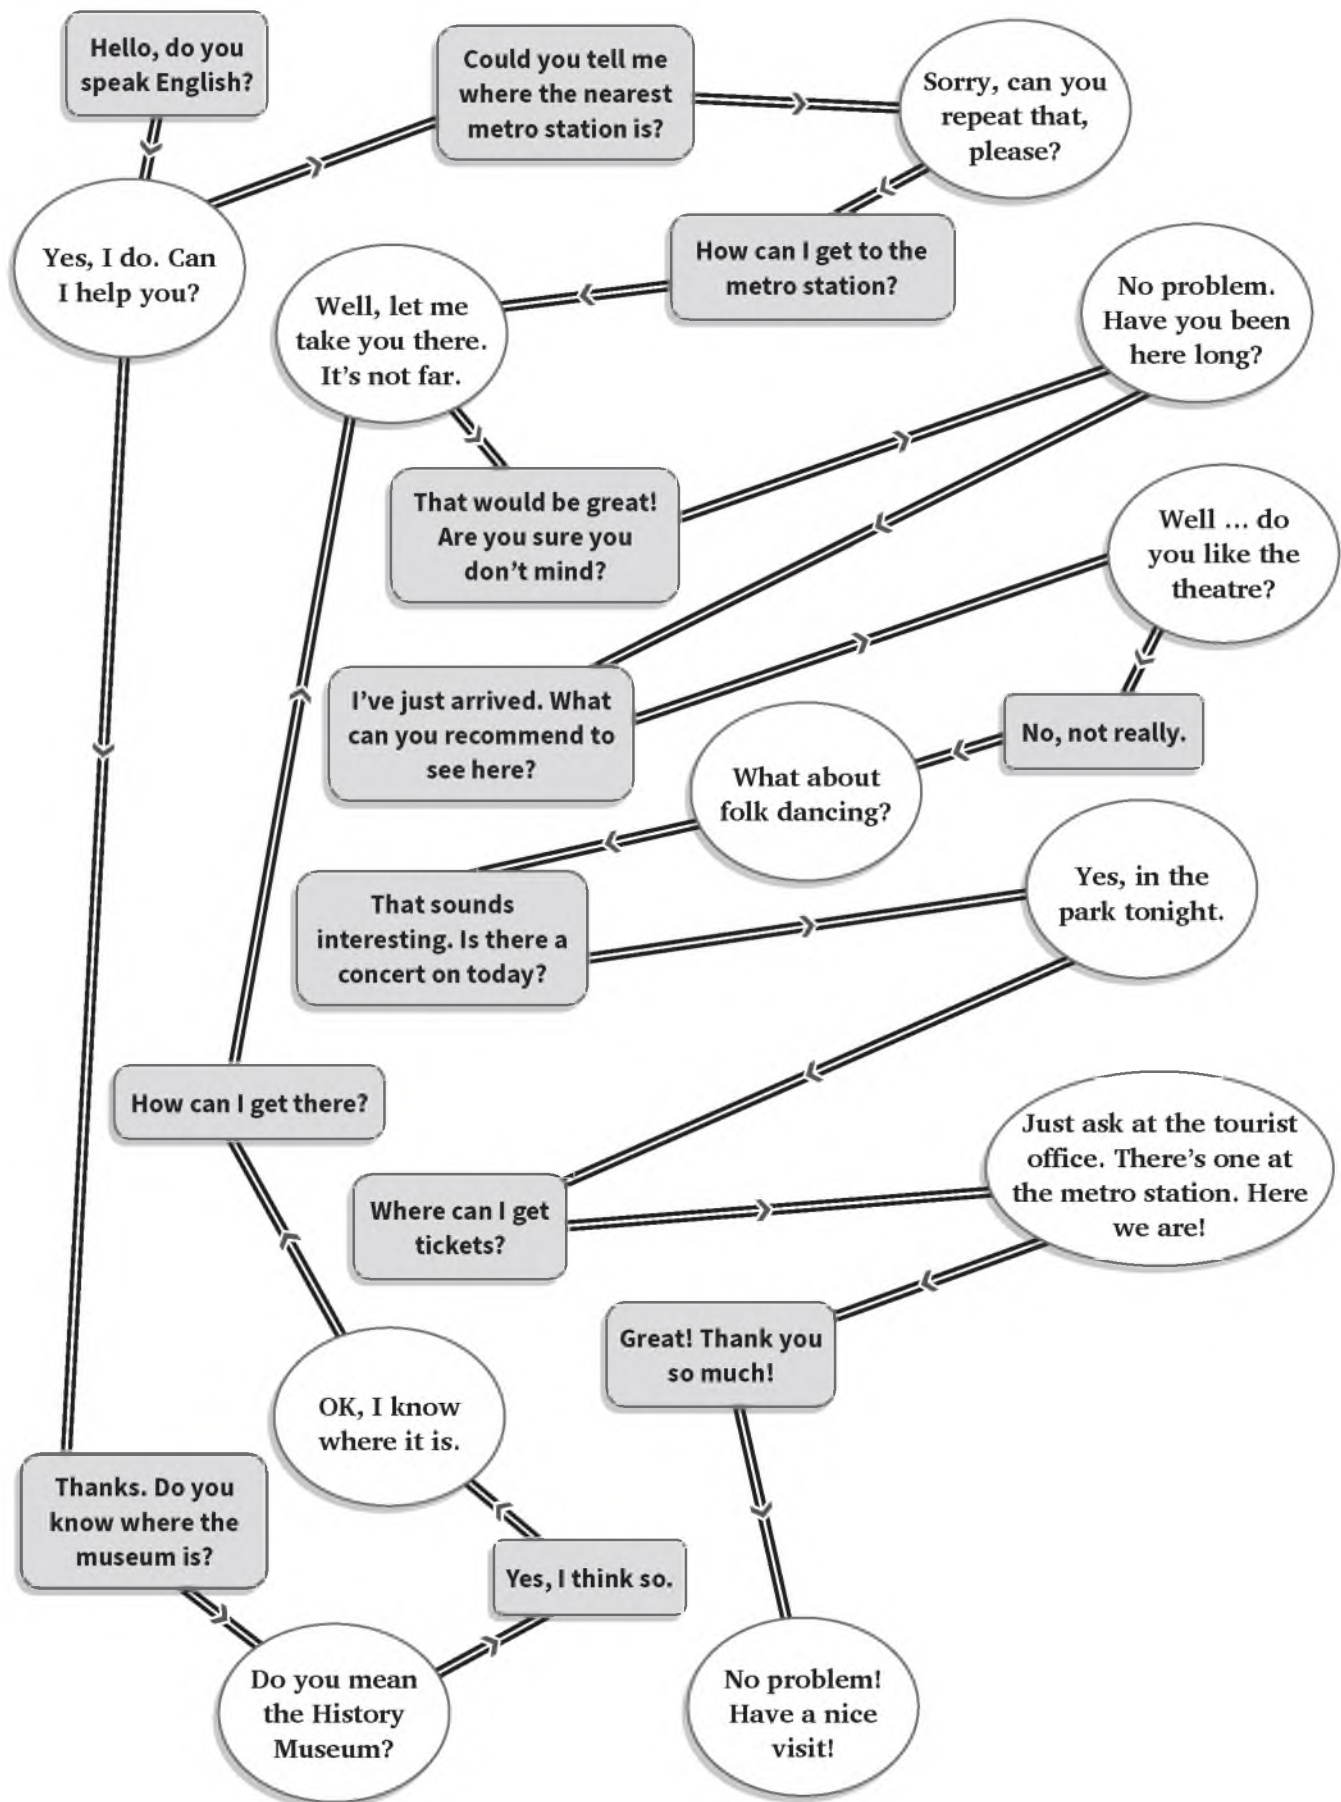 Hello, do you
speak English?
Could you tell me
where the nearest
metro station is?
Sorry, can you
repeat that,
please?
Yes, I do. Can
I help you?
How can I get to the
metro station?
Well, let me
take you there.
It's not far.
No problem.
Have you been
here long?
That would be great!
Are you sure you
don't mind?
Well ... do
you like the
theatre?
I've just arrived. What
can you recommend to
see here?
No, not really.
What about
folk dancing?
That sounds
interesting. Is there a
concert on today?
Yes, in the
park tonight.
How can I get there?
Where can I get
tickets?
Just ask at the tourist
office. There's one at
the metro station. Here
we are!
Great! Thank you
so much!
OK, I know
where it is.
Thanks. Do you
know where the
museum is?
Yes, I think so.
Do you mean
the History
Museum?
No problem!
Have a nice
visit!